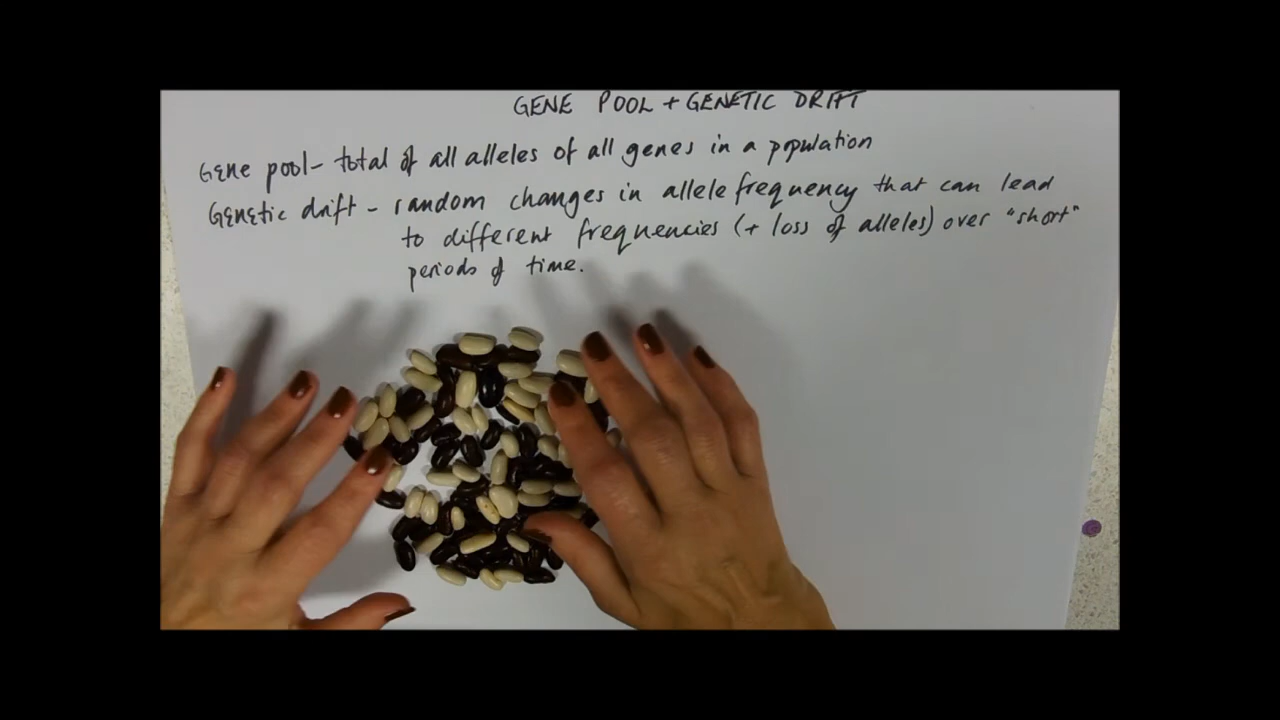 GENE POOL + GENETIC DRIFT
Gene pool - total of all alleles of all genes in a population
Genetic drift - random changes in allele frequency that can lead
to different frequencies (+ loss of alleles) over "short"
periods of time.